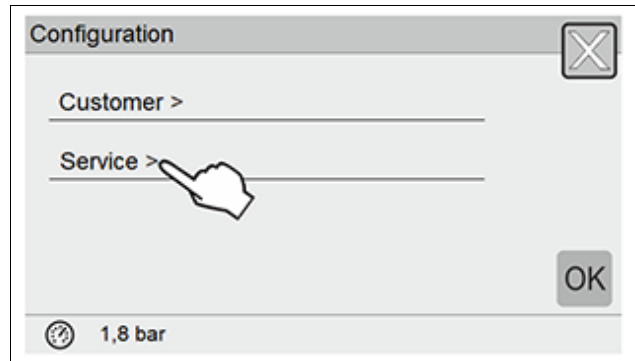 Configuration
Customer >
Service >
OK
1,8 bar